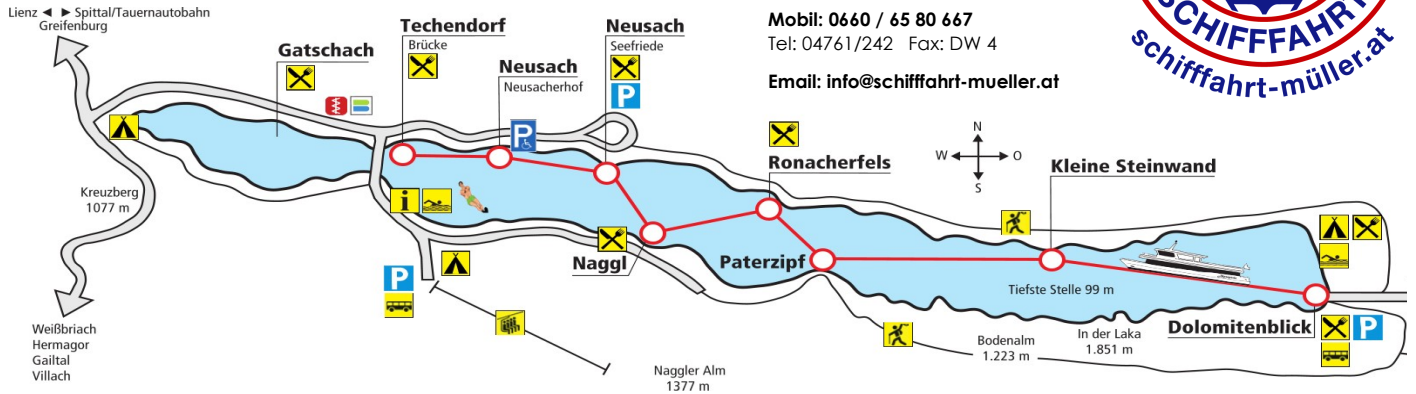 Lienz ◄ ► Spittal/Tauernautobahn
Greifenburg
Gatschach
Techendorf
Brücke
Neusach
Neusacherhof
Neusach
Seefriede
P
P
Mobil: 0660 / 65 80 667
Tel: 04761/242 Fax: DW 4
Email: info@schifffahrt-mueller.at
SCHIFFFAHRT
schifffahrt-müller.at
N
W
O
S
Ronacherfels
Kleine Steinwand
Kreuzberg
1077 m
i
Naggl
Paterzipf
Tiefste Stelle 99 m
Dolomitenblick
P
P
Weißbriach
Hermagor
Gailtal
Villach
Bodenalm
1.223 m
In der Laka
1.851 m
Naggler Alm
1377 m